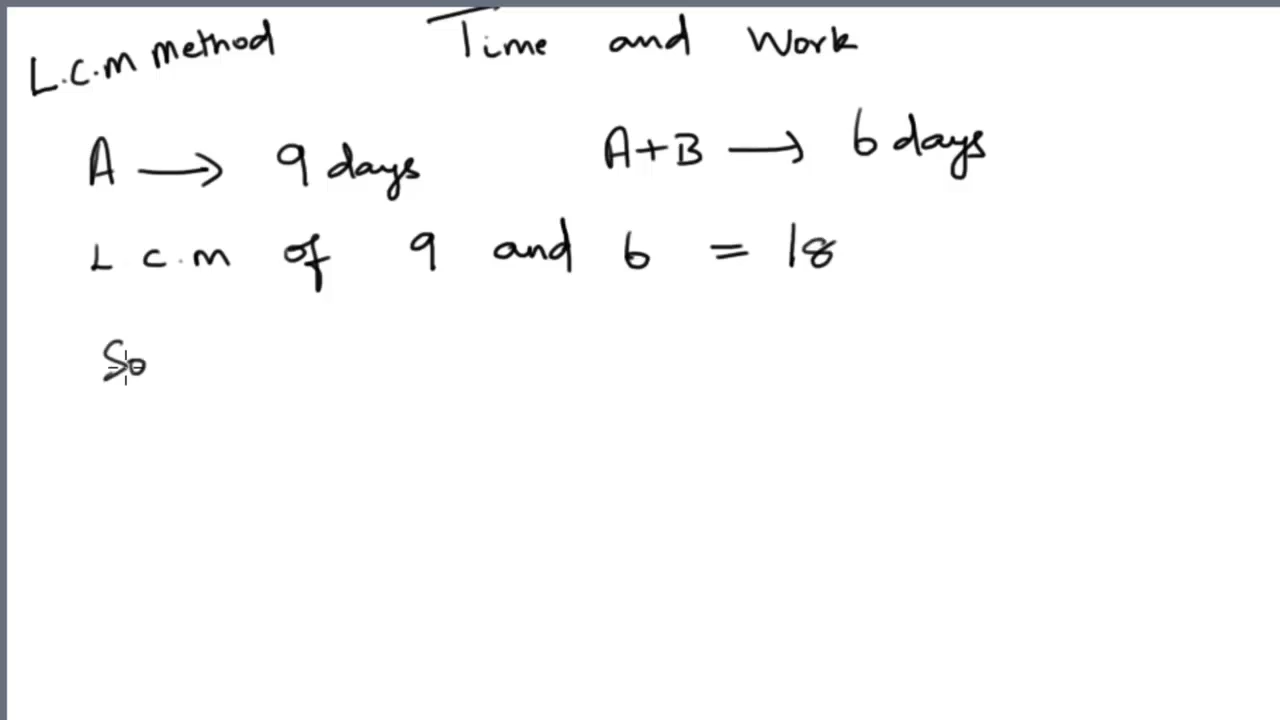 L.c.m method Time and Work
A → 9 days A+B → 6 days
L c.m of 9 and 6 = 18
So